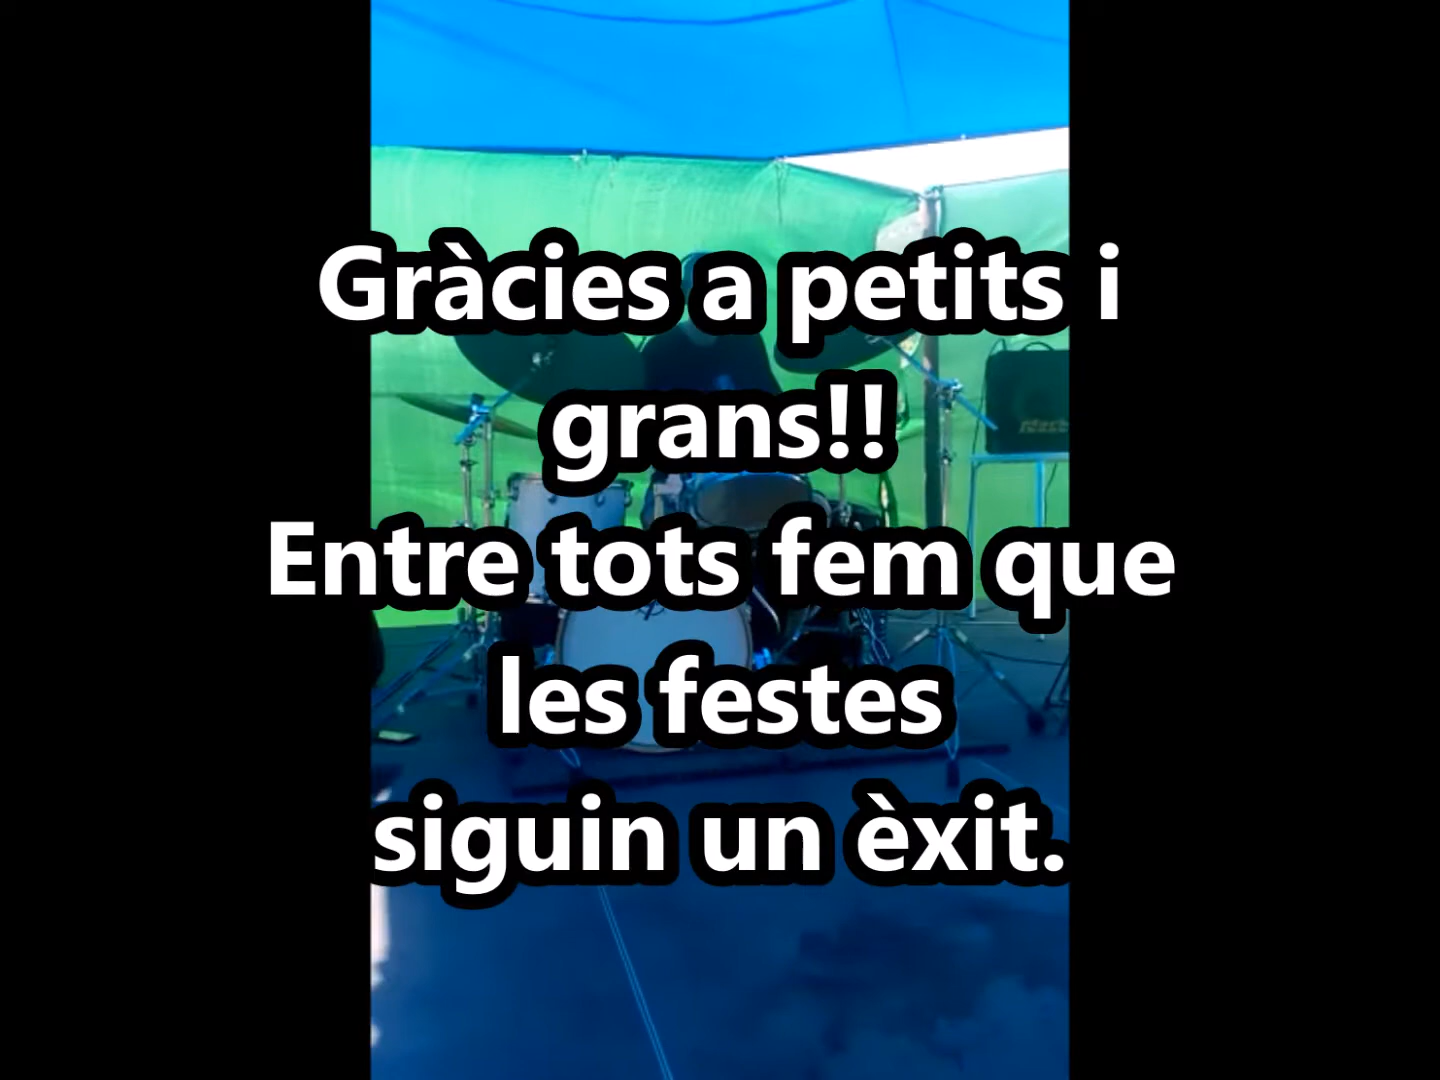 Gràcies a petits i
grans!!
Entre tots fem que
les festes
siguin un èxit.